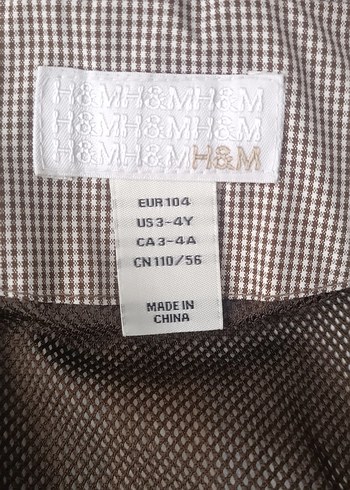 H&MH&MH&M
H&MH&MH&M
H&MH&MH&M
EUR 104
US 3-4Y
CA 3-4A
CN 110/56
MADE IN
CHINA